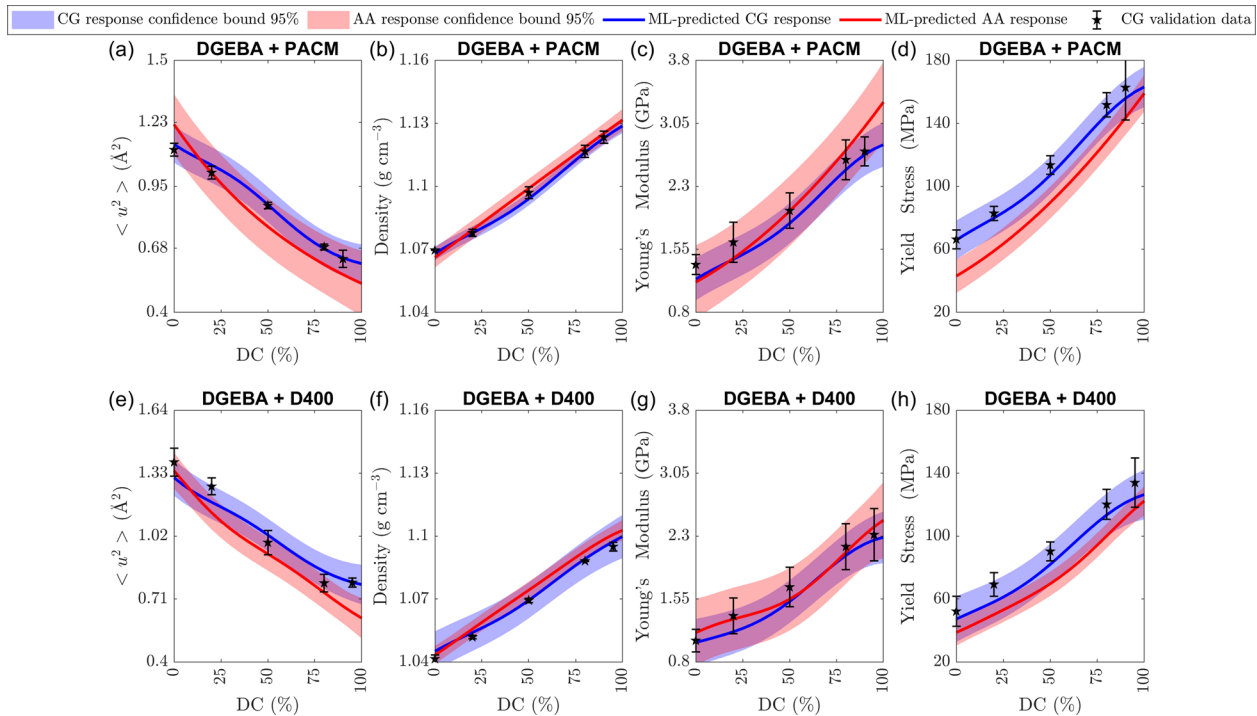 CG response confidence bound 95% AA response confidence bound 95% ML-predicted CG response ML-predicted AA response CG validation data
(a) DGEBA + PACM
1.5
1.23
0.95
0.68
0.4
< u² > (Å²)
0 25 50 75 100
DC (%)
(b) DGEBA + PACM
1.16
1.13
1.1
1.07
1.04
Density (g cm⁻³)
0 25 50 75 100
DC (%)
(c) DGEBA + PACM
3.8
3.05
2.3
1.55
0.8
Young's Modulus (GPa)
0 25 50 75 100
DC (%)
(d) DGEBA + PACM
180
140
100
60
20
Yield Stress (MPa)
0 25 50 75 100
DC (%)
(e) DGEBA + D400
1.64
1.33
1.02
0.71
0.4
< u² > (Å²)
0 25 50 75 100
DC (%)
(f) DGEBA + D400
1.16
1.13
1.1
1.07
1.04
Density (g cm⁻³)
0 25 50 75 100
DC (%)
(g) DGEBA + D400
3.8
3.05
2.3
1.55
0.8
Young's Modulus (GPa)
0 25 50 75 100
DC (%)
(h) DGEBA + D400
180
140
100
60
20
Yield Stress (MPa)
0 25 50 75 100
DC (%)